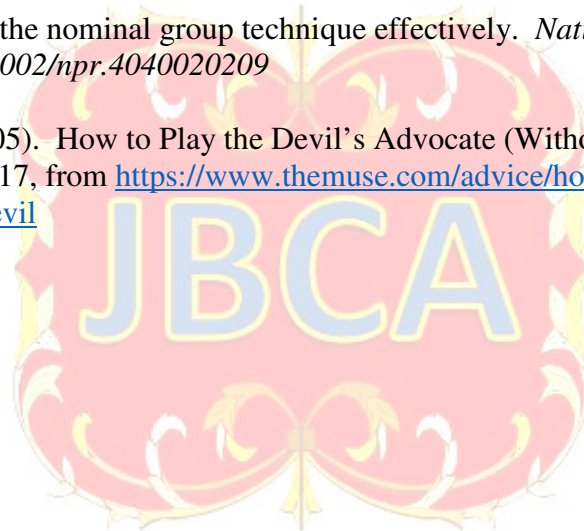 the nominal group technique effectively. Nat
002/npr.4040020209
05). How to Play the Devil's Advocate (Witho
17, from https://www.themuse.com/advice/ho
evil
JBCA